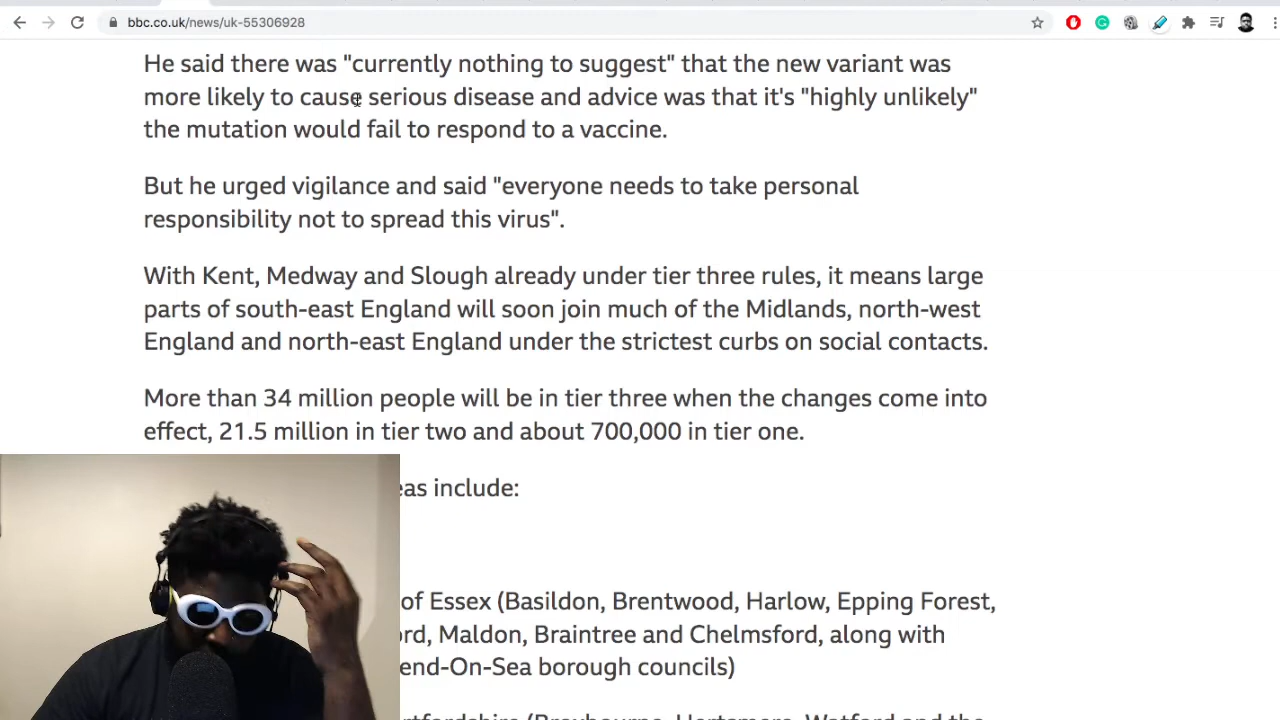 bbc.co.uk/news/uk-55306928
He said there was "currently nothing to suggest" that the new variant was
more likely to cause serious disease and advice was that it's "highly unlikely"
the mutation would fail to respond to a vaccine.
But he urged vigilance and said "everyone needs to take personal
responsibility not to spread this virus".
With Kent, Medway and Slough already under tier three rules, it means large
parts of south-east England will soon join much of the Midlands, north-west
England and north-east England under the strictest curbs on social contacts.
More than 34 million people will be in tier three when the changes come into
effect, 21.5 million in tier two and about 700,000 in tier one.
include:
of Essex (Basildon, Brentwood, Harlow, Epping Forest,
Maldon, Braintree and Chelmsford, along with
end-On-Sea borough councils)